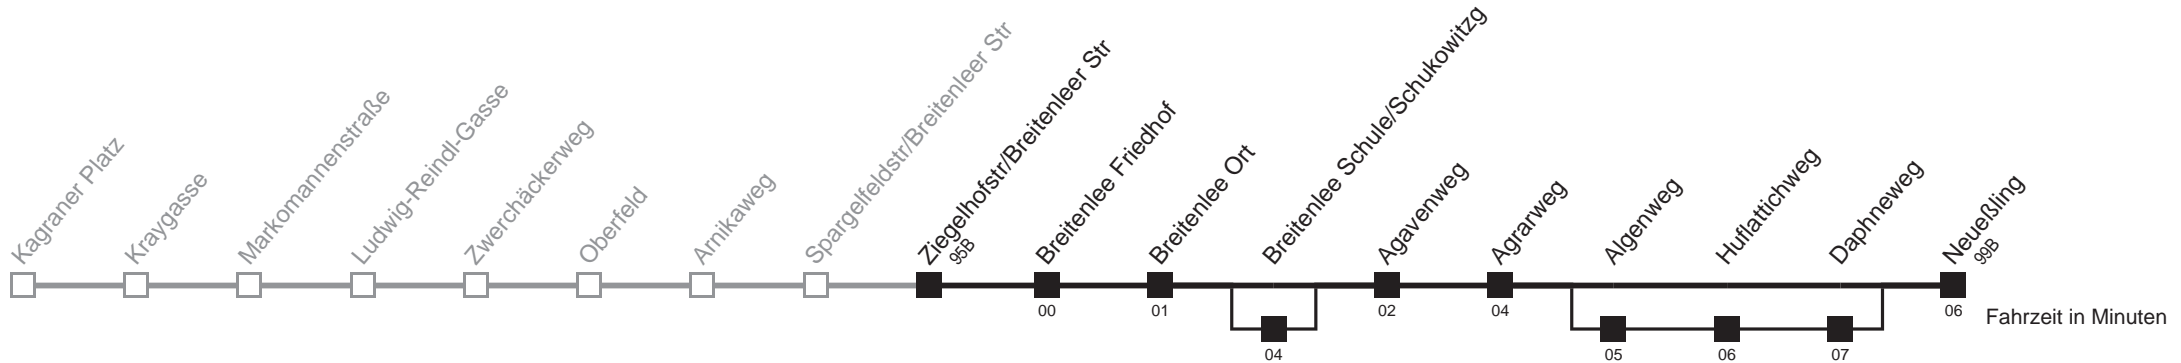 Kagraner Platz
Kraygasse
Markomannenstraße
Ludwig-Reindl-Gasse
Zwerchäckerweg
Oberfeld
Arnikaweg
Spargelfeldstr/Breitenleer Str
Ziegelhofstr/Breitenleer Str
95B
Breitenlee Friedhof
Breitenlee Ort
Breitenlee Schule/Schukowitzg
Agavenweg
Agrarweg
Algenweg
Huflattichweg
Daphneweg
Neueßling
99B
00
01
02
04
06
Fahrzeit in Minuten
04
05
06
07